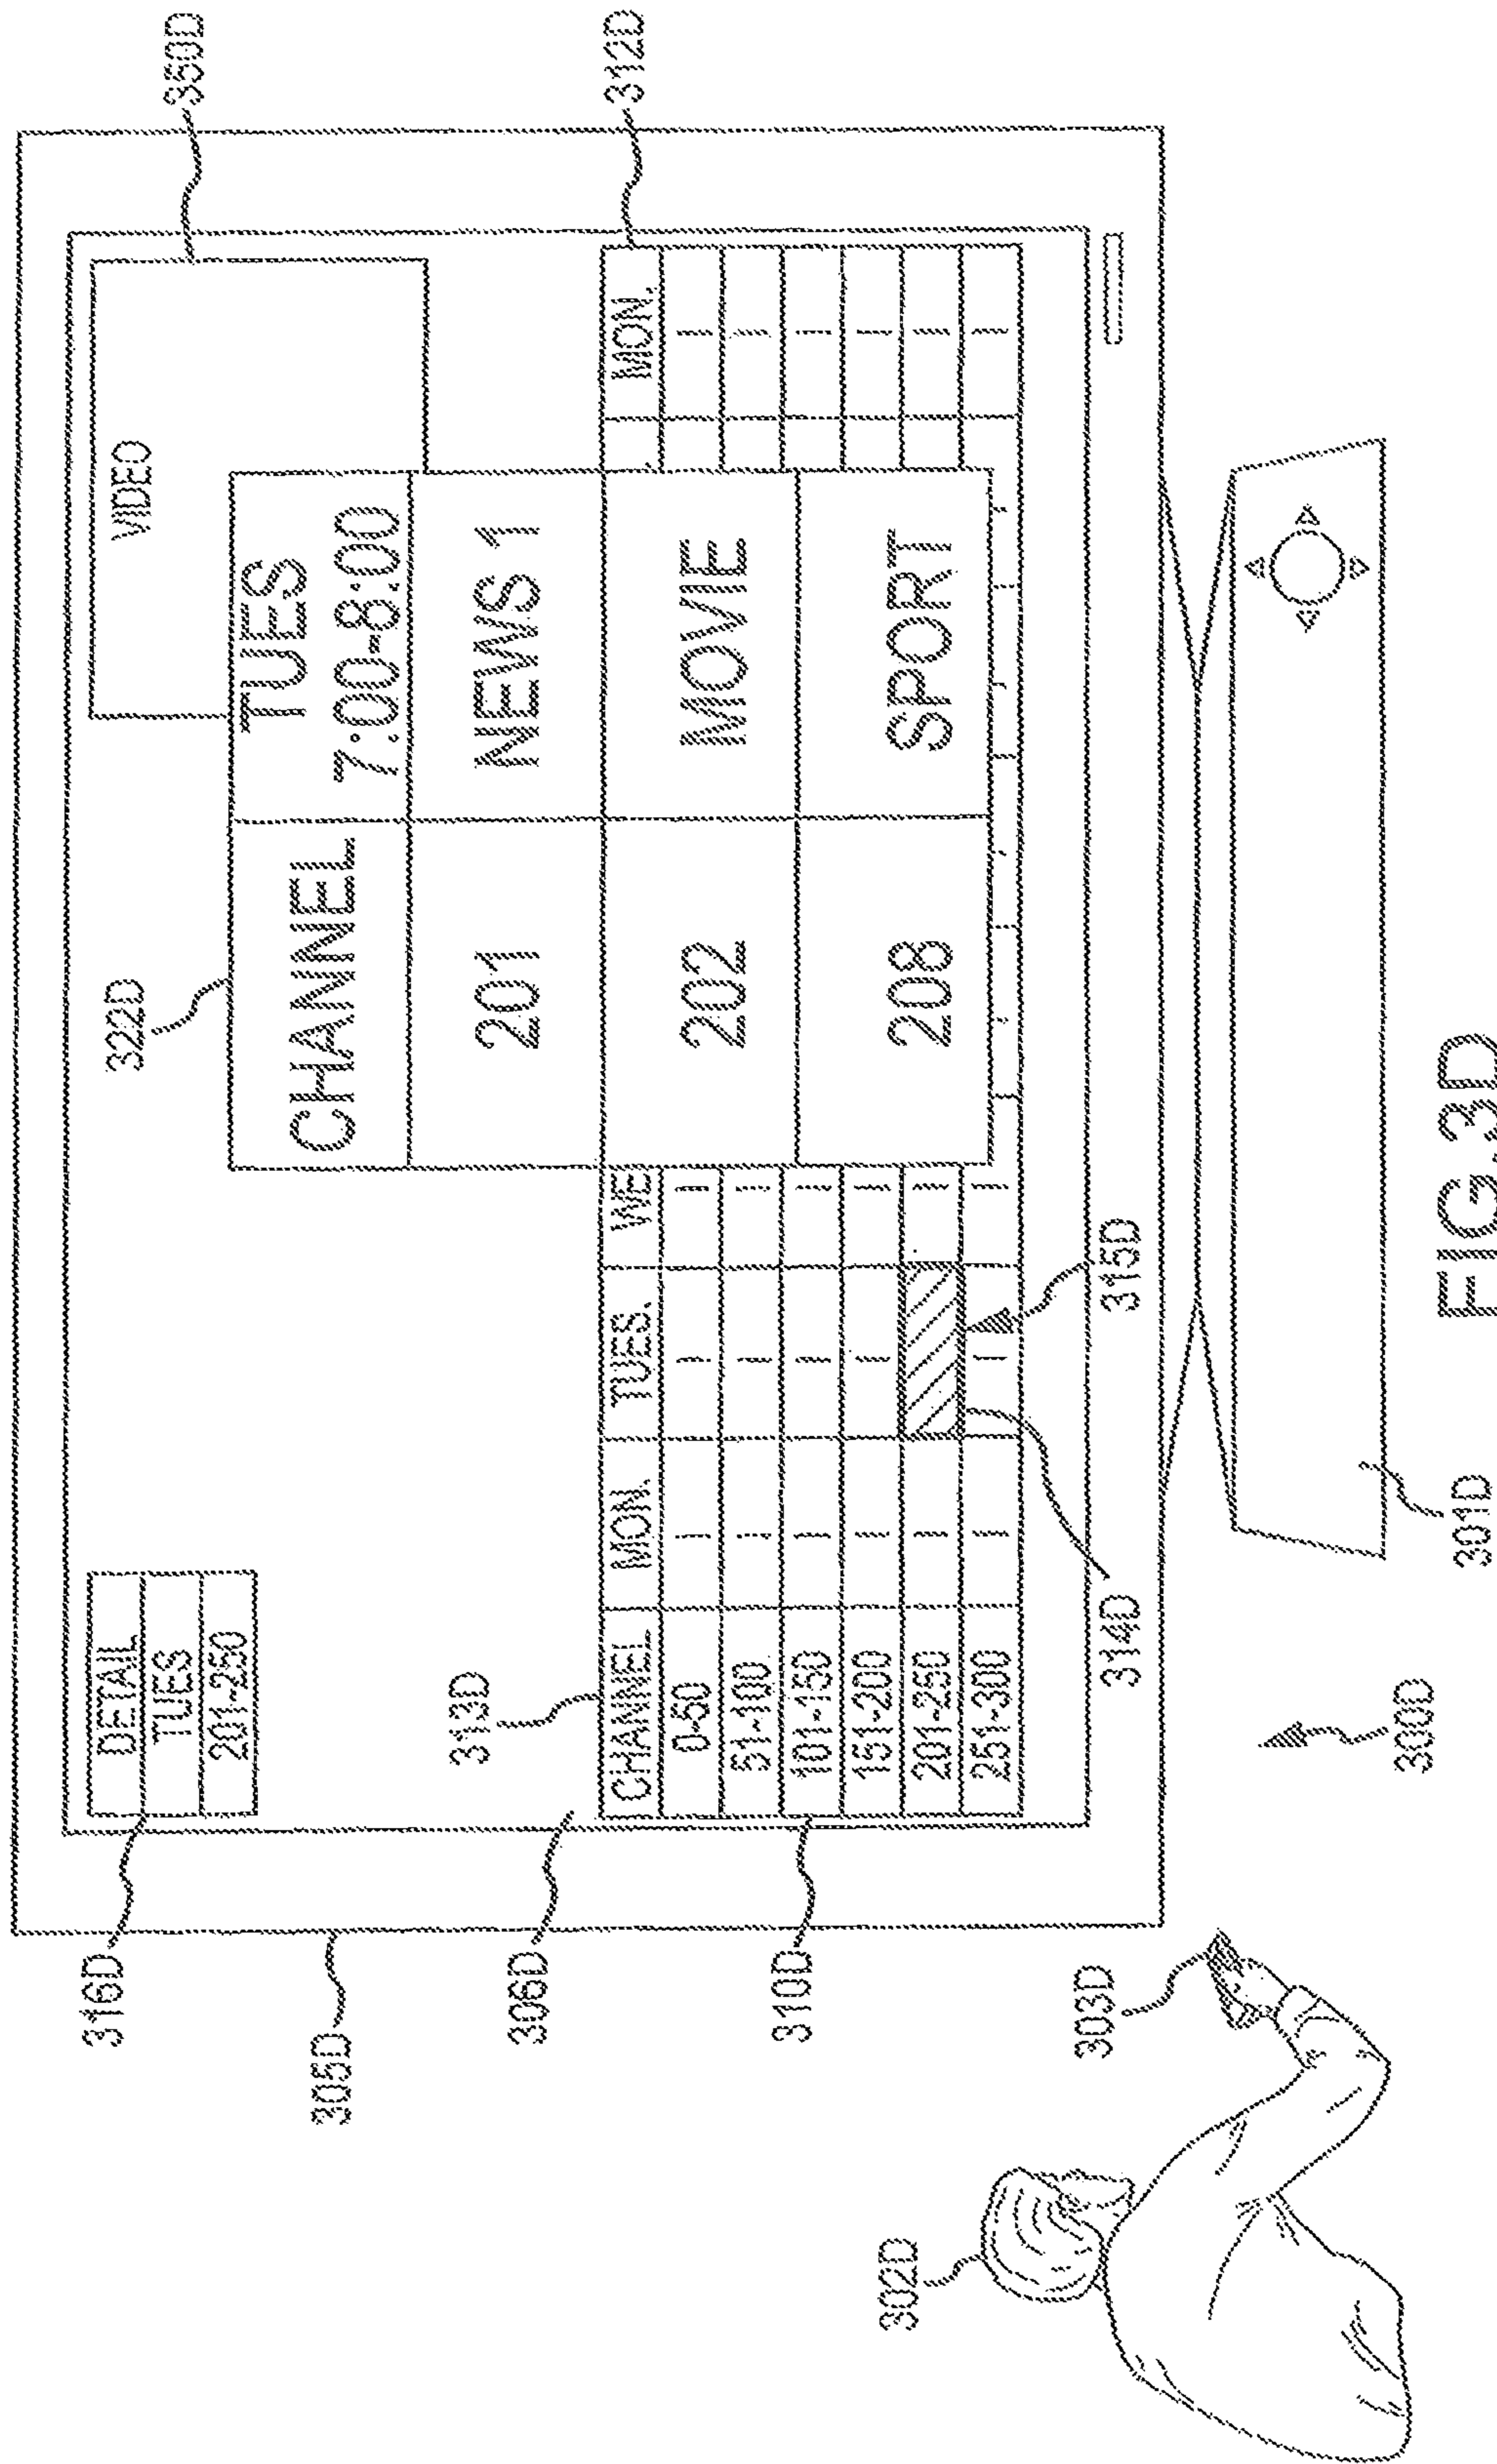 316D
DETAIL
TUES
201-250
305D
322D
VIDEO
350D
CHANNEL
TUES
7:00-8:00
201
NEWS 1
202
MOVIE
208
SPORT
313D
312D
306D
CHANNEL
MON.
TUES.
WE
MON.
0-50
51-100
101-150
151-200
201-250
251-300
310D
302D
303D
314D
315D
300D
301D
FIG.3D